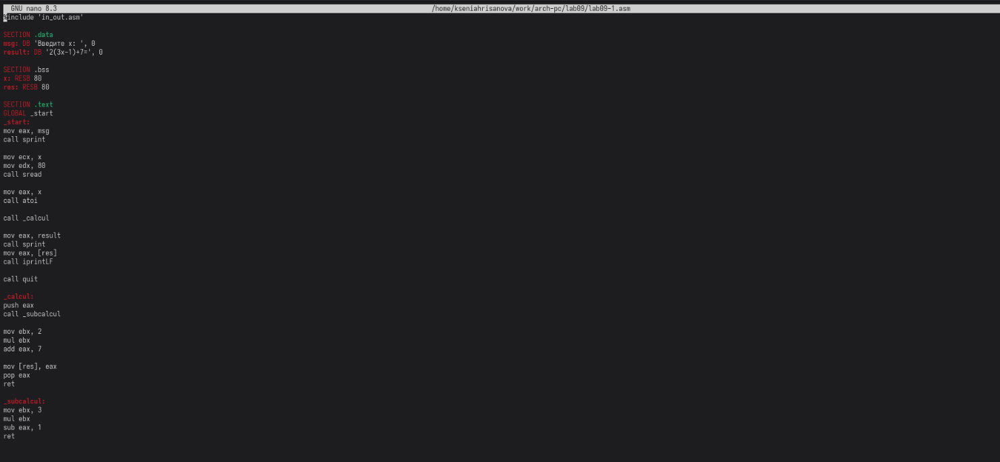 GNU nano 8.3 /home/kseniahrisanova/work/arch-pc/lab09/lab09-1.asm
%include 'in_out.asm'
SECTION .data
msg: DB 'Введите x: ', 0
result: DB '2(3x-1)+7=', 0
SECTION .bss
x: RESB 80
res: RESB 80
SECTION .text
GLOBAL _start
_start:
mov eax, msg
call sprint
mov ecx, x
mov edx, 80
call sread
mov eax, x
call atoi
call _calcul
mov eax, result
call sprint
mov eax, [res]
call iprintLF
call quit
_calcul:
push eax
call _subcalcul
mov ebx, 2
mul ebx
add eax, 7
mov [res], eax
pop eax
ret
_subcalcul:
mov ebx, 3
mul ebx
sub eax, 1
ret